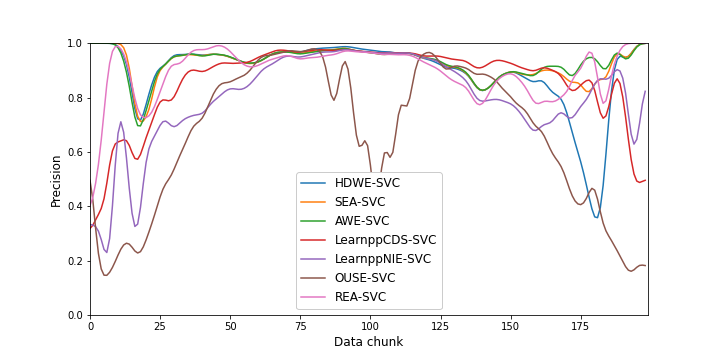 1.0
0.8
0.6
0.4
0.2
0.0
Precision
HDWE-SVC
SEA-SVC
AWE-SVC
LearnppCDS-SVC
LearnppNIE-SVC
OUSE-SVC
REA-SVC
0 25 50 75 100 125 150 175
Data chunk